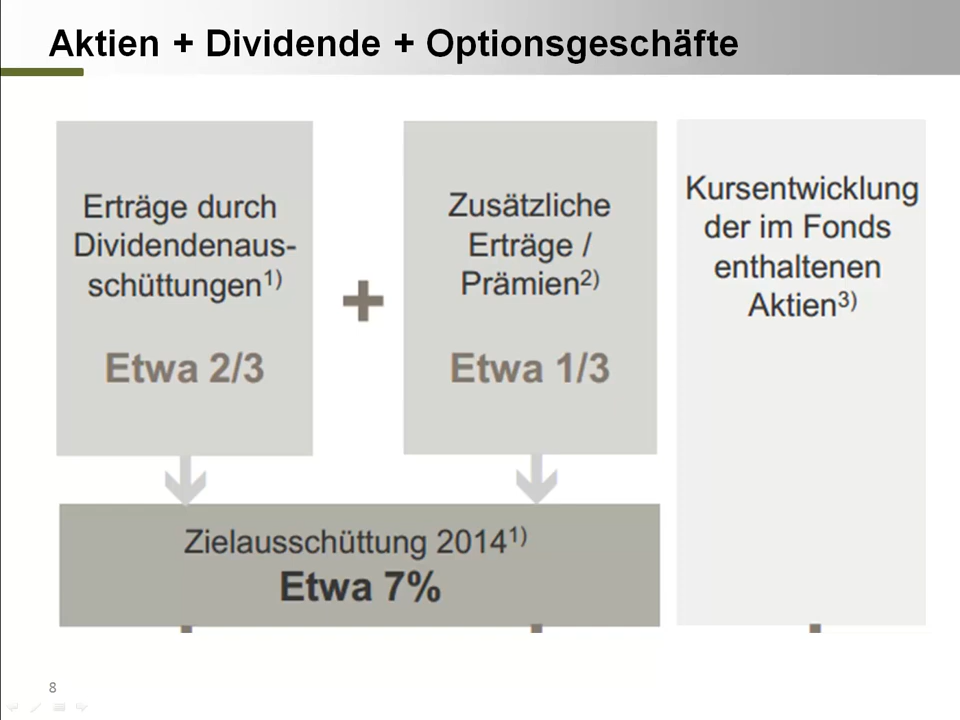 Aktien + Dividende + Optionsgeschäfte
Erträge durch
Dividendenaus-
schüttungen1)
Etwa 2/3
+
Zusätzliche
Erträge /
Prämien2)
Etwa 1/3
Kursentwicklung
der im Fonds
enthaltenen
Aktien3)
Zielausschüttung 20141)
Etwa 7%
8